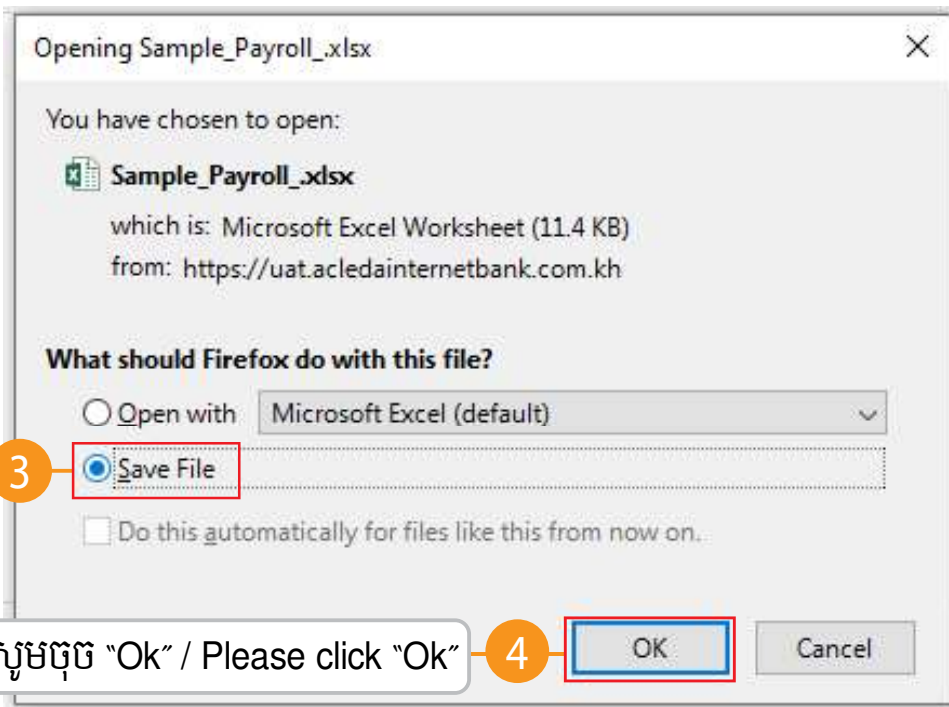 Opening Sample_Payroll_.xlsx
You have chosen to open:
Sample_Payroll_.xlsx
which is: Microsoft Excel Worksheet (11.4 KB)
from: https://uat.acledainternetbank.com.kh
What should Firefox do with this file?
Open with Microsoft Excel (default)
3 Save File
Do this automatically for files like this from now on.
សូមចុច “Ok” / Please click “Ok” 4 OK Cancel